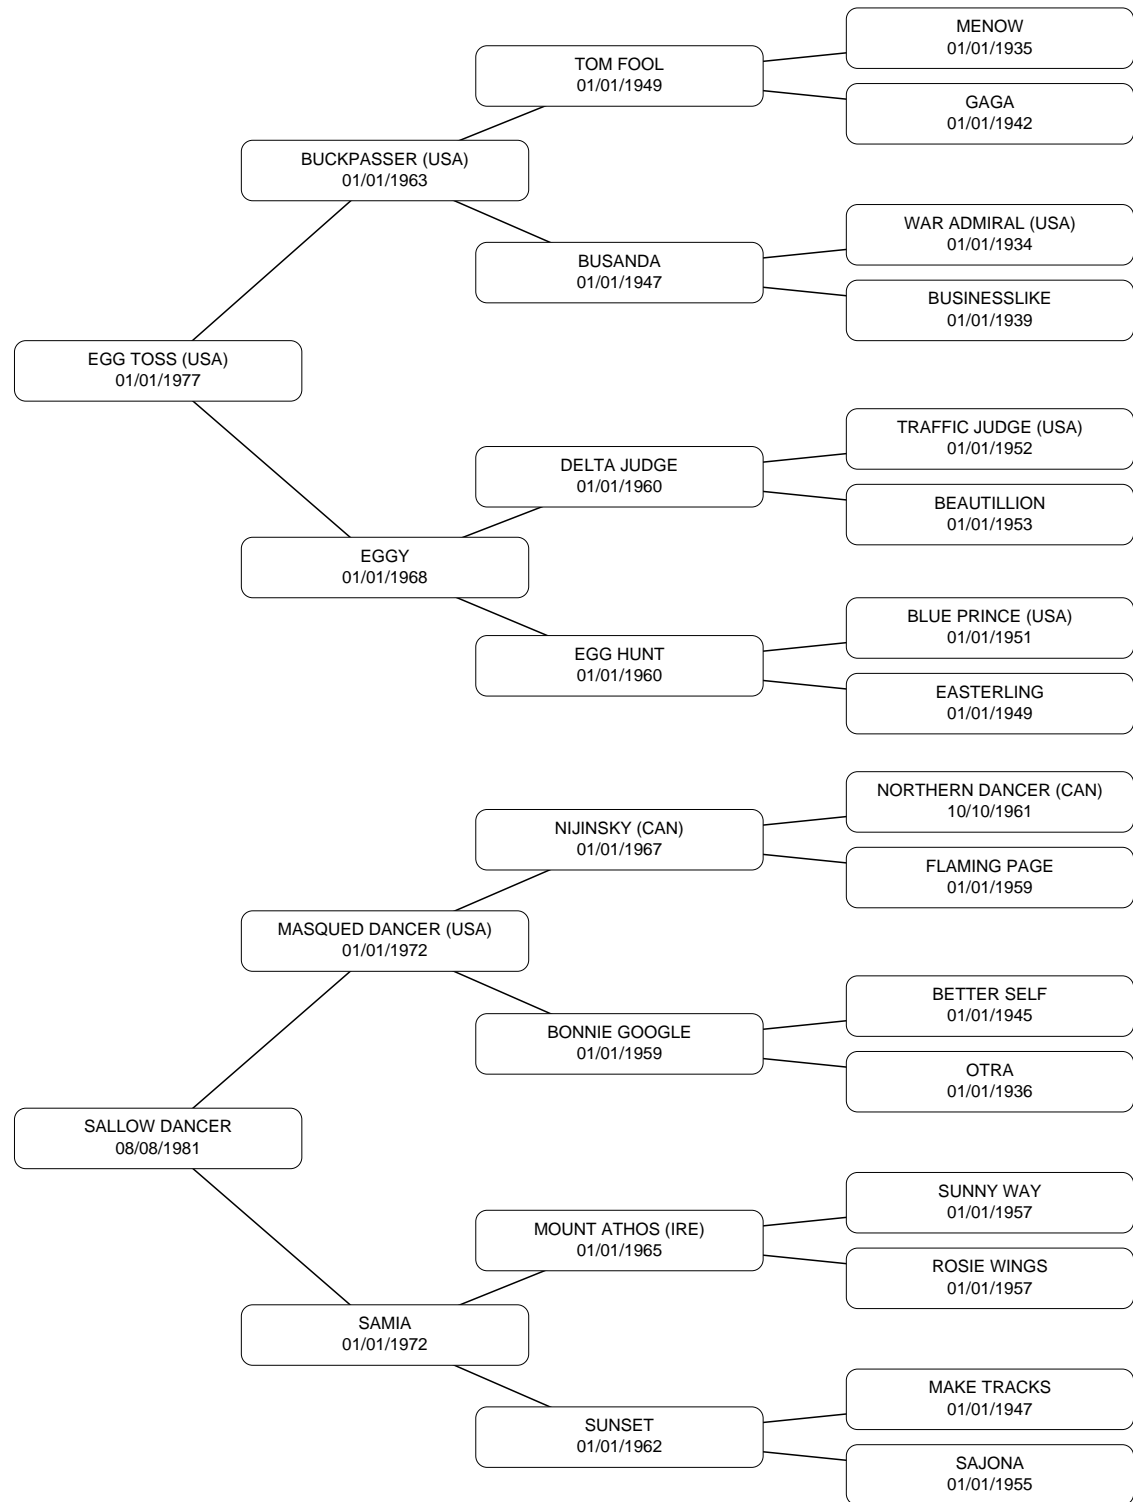 MENOW
01/01/1935
TOM FOOL
01/01/1949
GAGA
01/01/1942
BUCKPASSER (USA)
01/01/1963
WAR ADMIRAL (USA)
01/01/1934
BUSANDA
01/01/1947
BUSINESSLIKE
01/01/1939
EGG TOSS (USA)
01/01/1977
TRAFFIC JUDGE (USA)
01/01/1952
DELTA JUDGE
01/01/1960
BEAUTILLION
01/01/1953
EGGY
01/01/1968
BLUE PRINCE (USA)
01/01/1951
EGG HUNT
01/01/1960
EASTERLING
01/01/1949
NORTHERN DANCER (CAN)
10/10/1961
NIJINSKY (CAN)
01/01/1967
FLAMING PAGE
01/01/1959
MASQUED DANCER (USA)
01/01/1972
BETTER SELF
01/01/1945
BONNIE GOOGLE
01/01/1959
OTRA
01/01/1936
SALLOW DANCER
08/08/1981
SUNNY WAY
01/01/1957
MOUNT ATHOS (IRE)
01/01/1965
ROSIE WINGS
01/01/1957
SAMIA
01/01/1972
MAKE TRACKS
01/01/1947
SUNSET
01/01/1962
SAJONA
01/01/1955